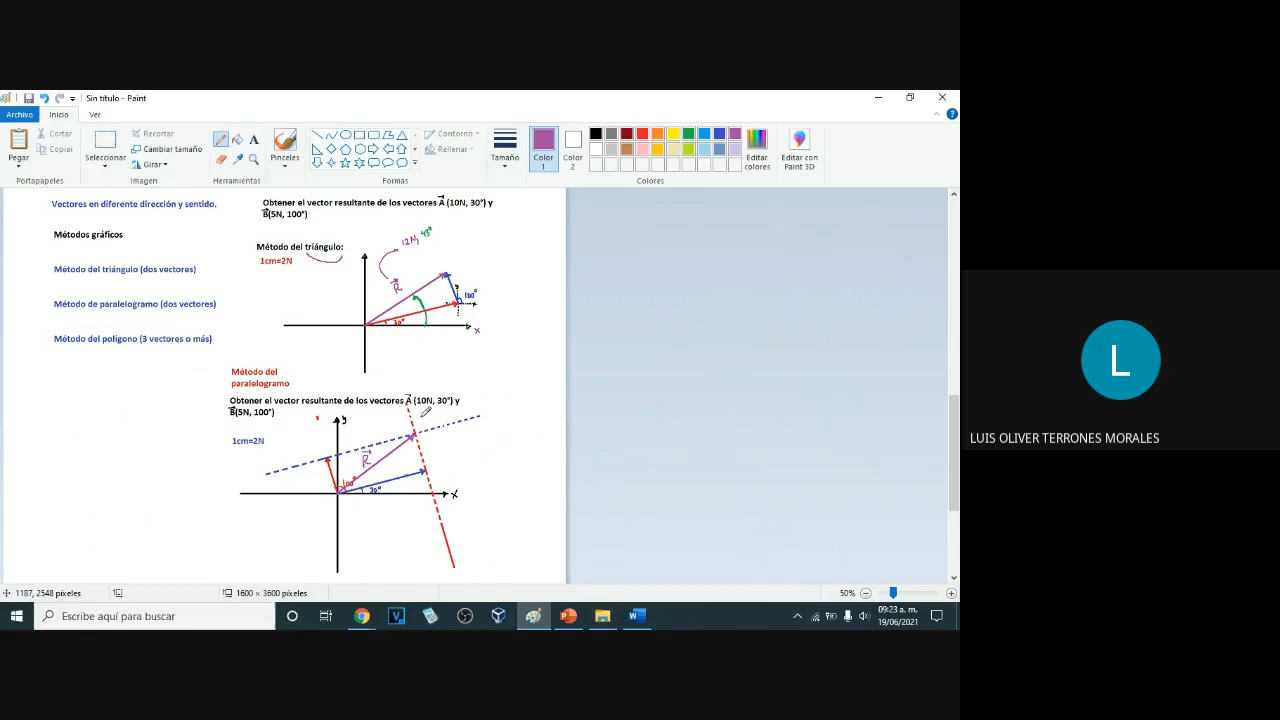 Sin título - Paint
Archivo
Inicio
Ver
Pegar
Cortar
Copiar
Portapapeles
Seleccionar
Recortar
Cambiar tamaño
Girar
Imagen
A
Herramientas
Pinceles
Contorno
Rellenar
Formas
Tamaño
Color
1
Color
2
Editar
colores
Colores
Editar con
Paint 3D
Vectores en diferente dirección y sentido.
Métodos gráficos
Método del triángulo (dos vectores)
Método de paralelogramo (dos vectores)
Método del polígono (3 vectores o más)
Obtener el vector resultante de los vectores A (10N, 30°) y
B(5N, 100°)
Método del triángulo:
1cm=2N
12N, 43°
R
100°
30°
x
y
x
Método del
paralelogramo
Obtener el vector resultante de los vectores A (10N, 30°) y
B(5N, 100°)
1cm=2N
y
R
100°
30°
x
1187, 2548 píxeles
1600 × 3600 píxeles
50%
Escribe aquí para buscar
09:23 a. m.
19/06/2021
L
LUIS OLIVER TERRONES MORALES